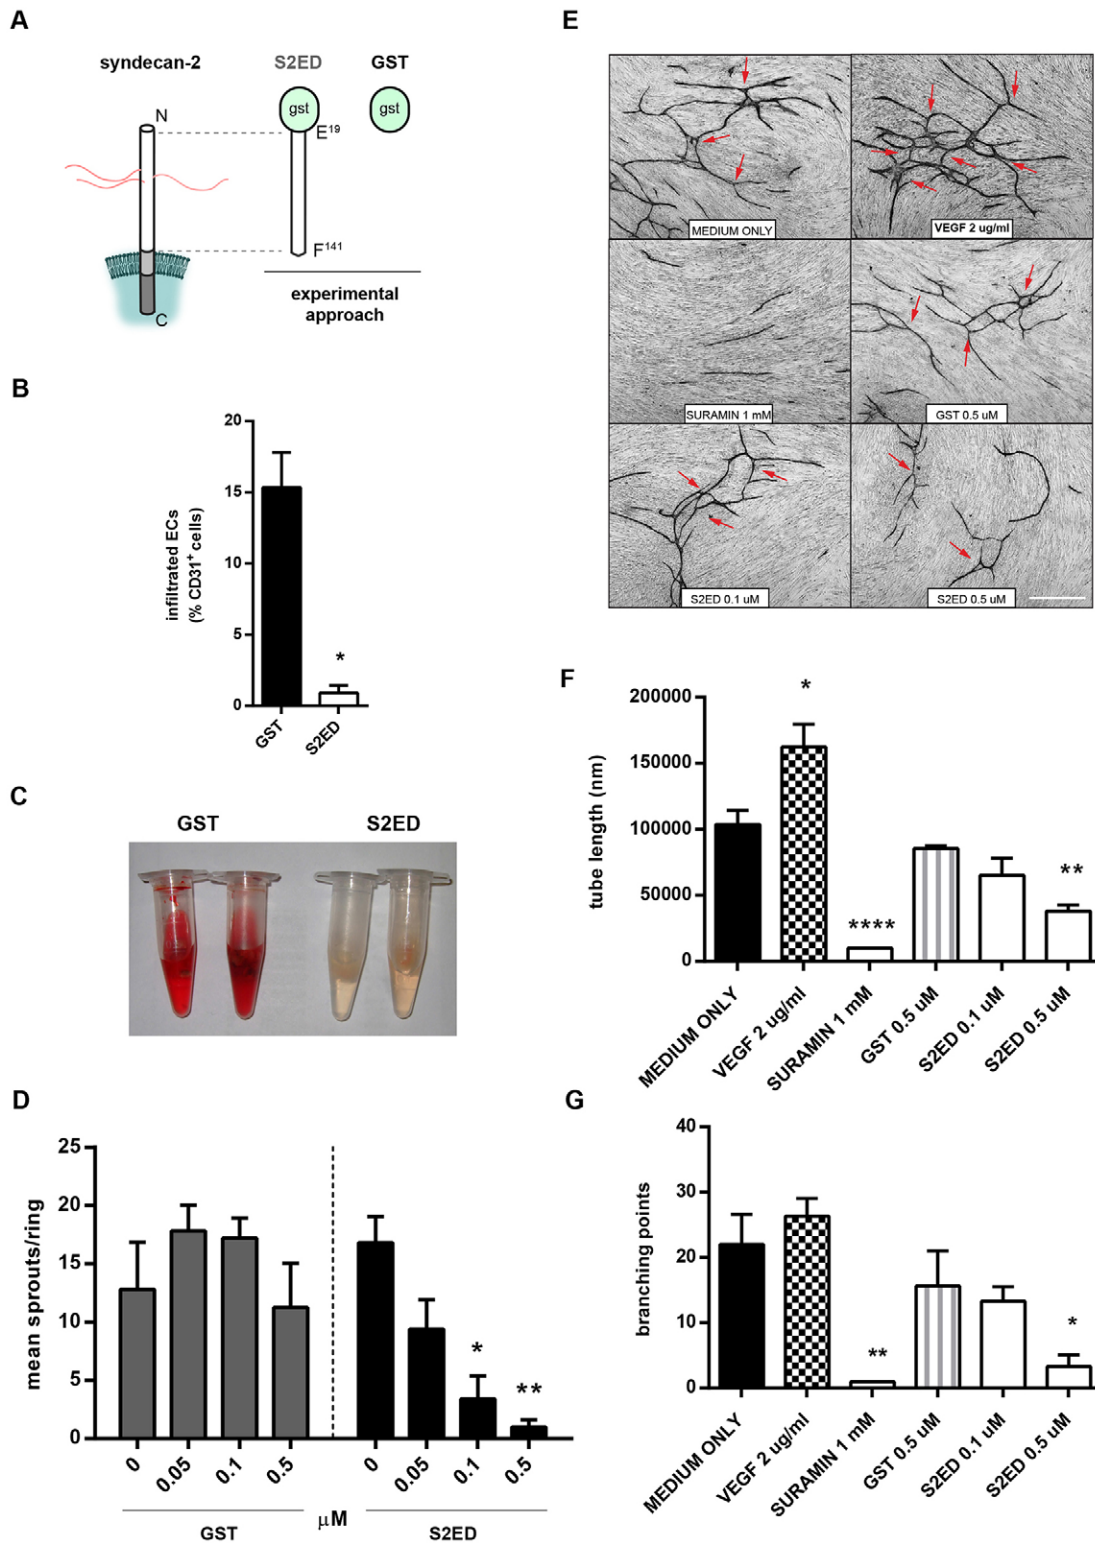 A
syndecan-2
S2ED
GST
gst
gst
N
E19
F141
C
experimental
approach
B
infiltrated ECs
(% CD31+ cells)
20
15
10
5
0
*
GST
S2ED
C
GST
S2ED
D
mean sprouts/ring
25
20
15
10
5
0
*
**
0
0.05
0.1
0.5
0
0.05
0.1
0.5
GST
µM
S2ED
E
MEDIUM ONLY
VEGF 2 ug/ml
SURAMIN 1 mM
GST 0.5 uM
S2ED 0.1 uM
S2ED 0.5 uM
F
tube length (nm)
200000
150000
100000
50000
0
*
****
**
MEDIUM ONLY
VEGF 2 ug/ml
SURAMIN 1 mM
GST 0.5 uM
S2ED 0.1 uM
S2ED 0.5 uM
G
branching points
40
30
20
10
0
**
*
MEDIUM ONLY
VEGF 2 ug/ml
SURAMIN 1 mM
GST 0.5 uM
S2ED 0.1 uM
S2ED 0.5 uM